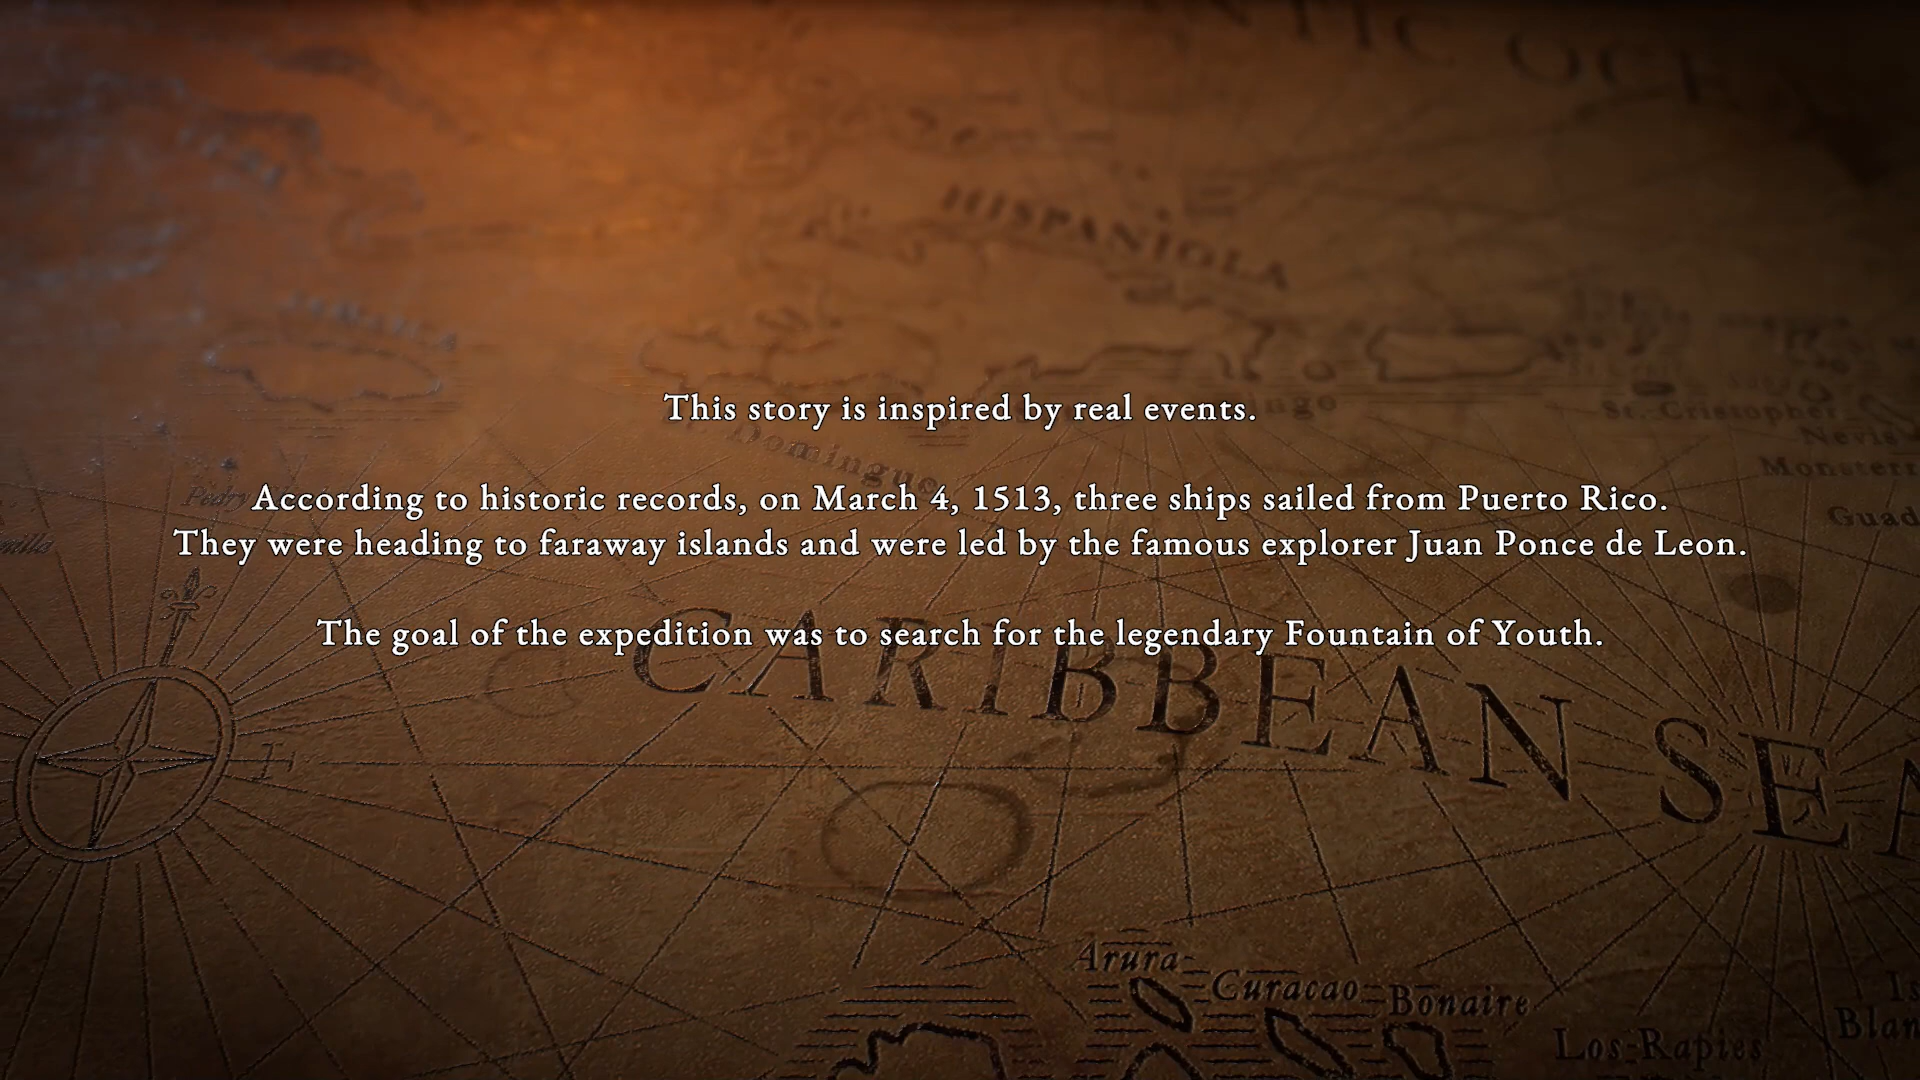 HISPANIOLA
This story is inspired by real events.
According to historic records, on March 4, 1513, three ships sailed from Puerto Rico.
They were heading to faraway islands and were led by the famous explorer Juan Ponce de Leon.
The goal of the expedition was to search for the legendary Fountain of Youth.
CARIBBEAN SEA
Arura
Curacao
Bonaire
Los-Rapies